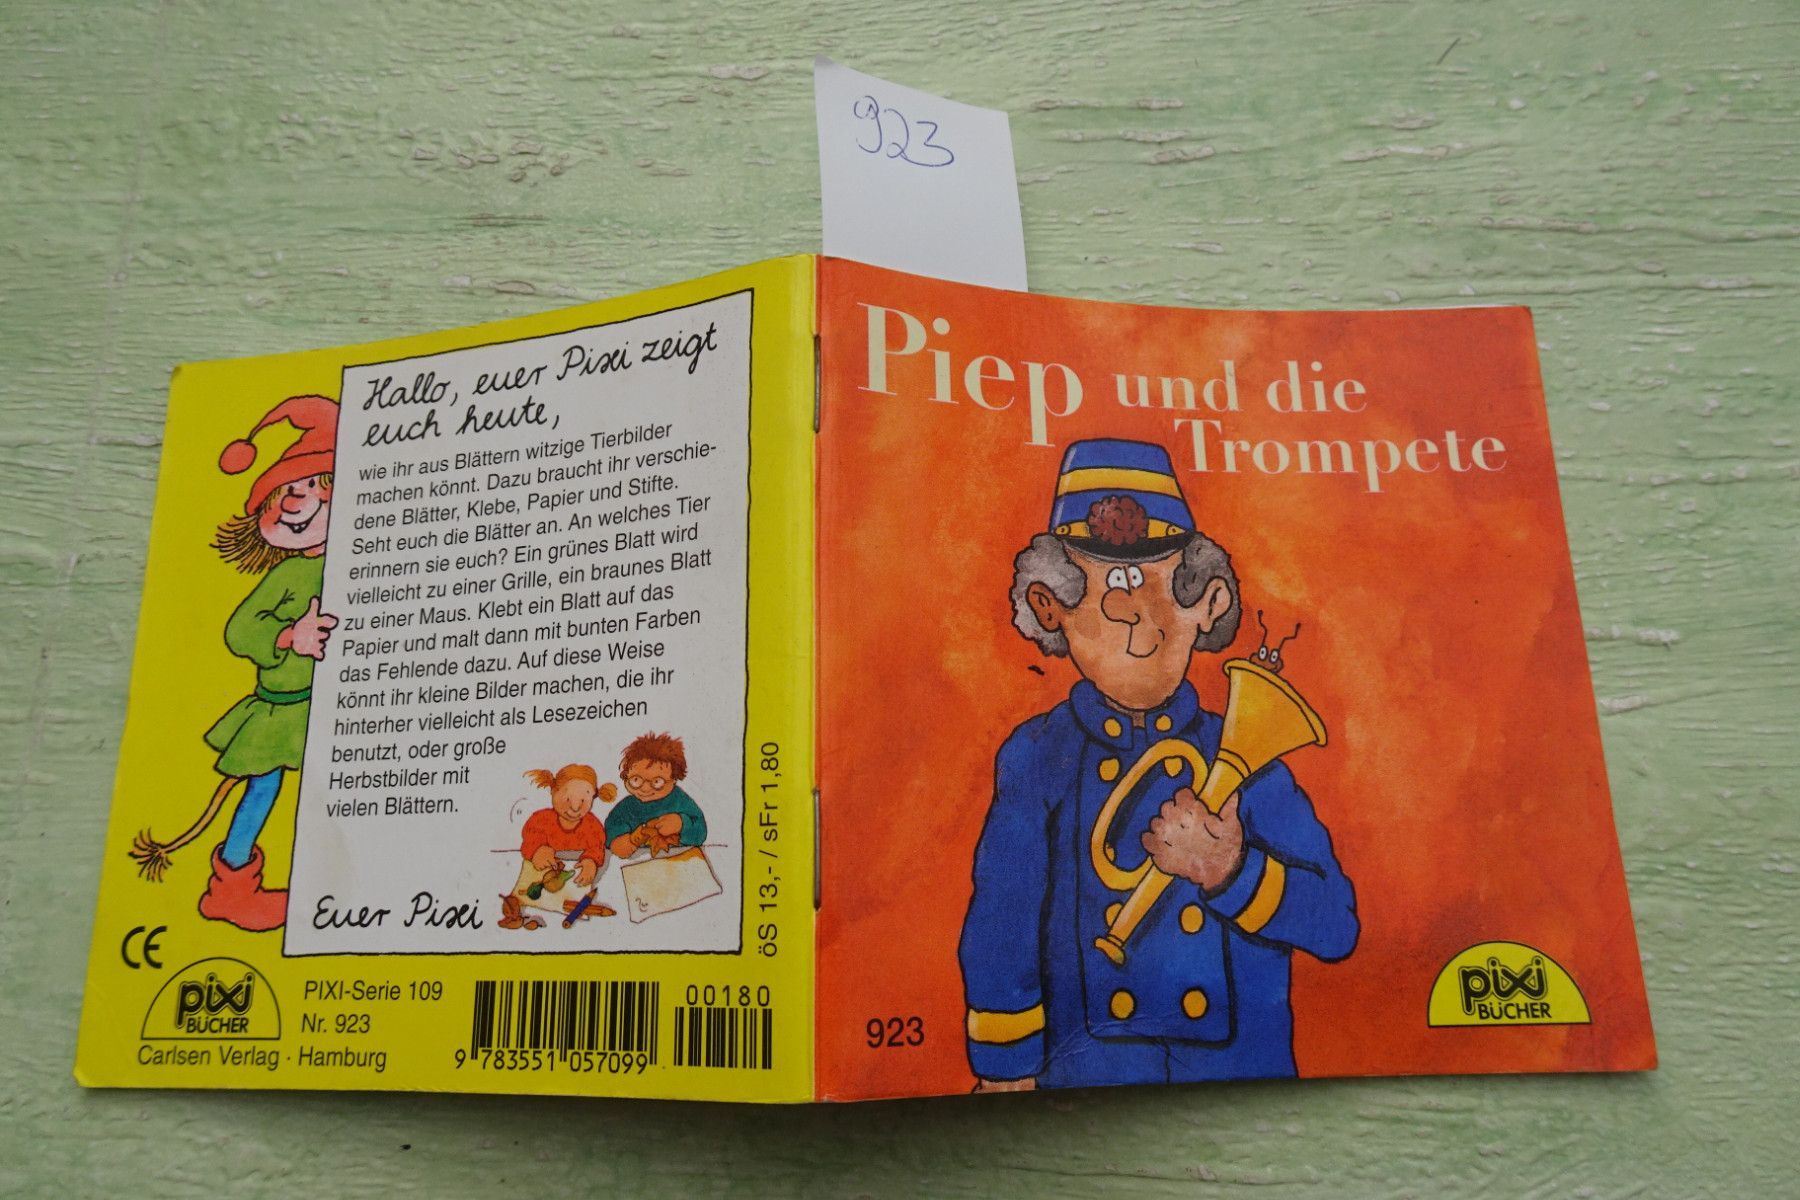 923
Hallo, euer Pixi zeigt
euch heute,
wie ihr aus Blättern witzige Tierbilder
machen könnt. Dazu braucht ihr verschie-
dene Blätter, Klebe, Papier und Stifte.
Seht euch die Blätter an. An welches Tier
erinnern sie euch? Ein grünes Blatt wird
vielleicht zu einer Grille, ein braunes Blatt
zu einer Maus. Klebt ein Blatt auf das
Papier und malt dann mit bunten Farben
das Fehlende dazu. Auf diese Weise
könnt ihr kleine Bilder machen, die ihr
hinterher vielleicht als Lesezeichen
benutzt, oder große
Herbstbilder mit
vielen Blättern.
Euer Pixi
öS 13,- / sFr 1,80
CE
pixi
BÜCHER
PIXI-Serie 109
Nr. 923
Carlsen Verlag · Hamburg
9 783551 057099
00180
Piep und die
Trompete
923
pixi
BÜCHER